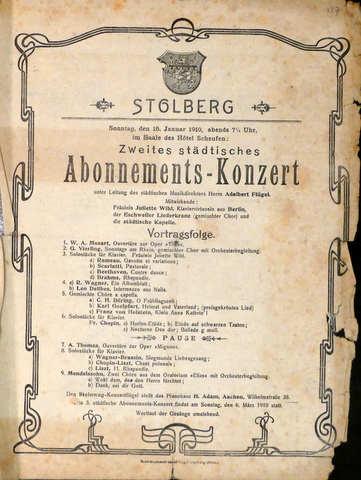 STOLBERG
Sonntag, den 16. Januar 1910, abends 7½ Uhr,
im Saale des Hôtel Scheufen:
Zweites städtisches
Abonnements-Konzert
unter Leitung des städtischen Musikdirektors Herrn Adalbert Flügel.
Mitwirkende:
Fräulein Juliette Wihl, Klaviervirtuosin aus Berlin,
der Eschweiler Liederkranz (gemischter Chor) und
die städtische Kapelle.
Vortragsfolge.
1. W. A. Mozart, Ouvertüre zur Oper
2. G. Vierling, Sonntags am Rhein, gemischter Chor mit Orchesterbegleitung.
3. Solostücke für Klavier. Fräulein Juliette Wihl.
a) Rameau, Gavotte et variations;
b) Scarlatti, Pastorale;
c) Beethoven, Contre dance;
d) Brahms, Rhapsodie.
4. a) R. Wagner, Ein Albumblatt;
b) Leo Delibes, Intermezzo aus Naila.
5. Gemischte Chöre a capella.
a) C. H. Döring, O Frühlingszeit;
b) Karl Goepfart, Heimat und Vaterland; (preisgekröntes Lied)
c) Franz von Holstein, Klein Anna Kathrin'!
6. Solostücke für Klavier.
Fr. Chopin, a) Harfen-Etüde; b) Etüde auf schwarzen Tasten;
c) Nocturne Des dur; Ballade g moll.
PAUSE
7. A. Thomas, Ouvertüre zur Oper «Mignon».
8. Solostücke für Klavier.
a) Wagner-Brassin, Siegmunds Liebesgesang;
b) Chopin-Liszt, Chant polonais;
c) Liszt, 11. Rhapsodie.
9. Mendelssohn, Zwei Chöre aus dem Oratorium «Elias» mit Orchesterbegleitung.
a) Wohl dem, der den Herrn fürchtet;
b) Dank, sei dir Gott.
Den Steinweg-Konzertflügel stellt das Pianohaus H. Adam, Aachen, Wilhelmstraße 38.
3. städtische Abonnements-Konzert findet am Sonntag, den 6. März 1910 statt.
Wortlaut der Gesänge umstehend.